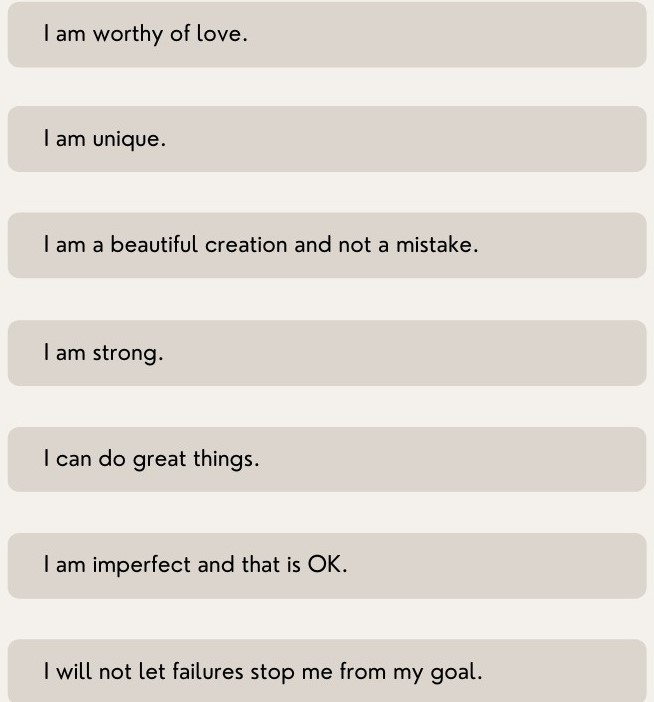 I am worthy of love.
I am unique.
I am a beautiful creation and not a mistake.
I am strong.
I can do great things.
I am imperfect and that is OK.
I will not let failures stop me from my goal.